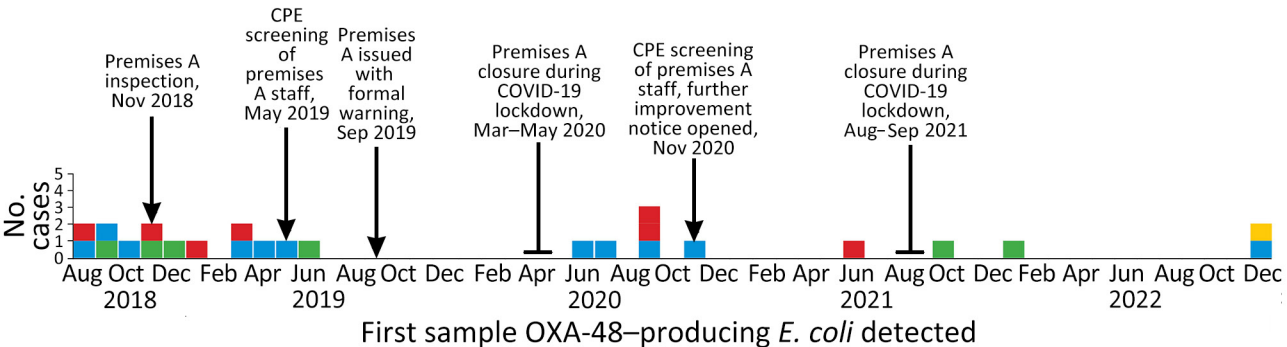 Premises A
inspection,
Nov 2018
CPE
screening
of
premises
A staff,
May 2019
Premises
A issued
with
formal
warning,
Sep 2019
Premises A
closure during
COVID-19
lockdown,
Mar–May 2020
CPE screening
of premises A
staff, further
improvement
notice opened,
Nov 2020
Premises A
closure during
COVID-19
lockdown,
Aug–Sep 2021
No.
cases
5
4
3
2
1
0
Aug Oct Dec Feb Apr Jun Aug Oct Dec Feb Apr Jun Aug Oct Dec Feb Apr Jun Aug Oct Dec Feb Apr Jun Aug Oct Dec
2018 2019 2020 2021 2022
First sample OXA-48–producing E. coli detected